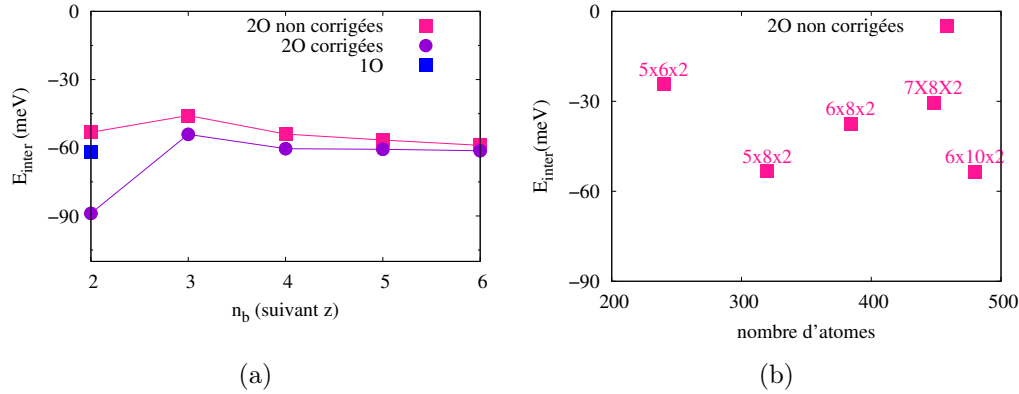 2O non corrigées
2O corrigées
1O
0
−30
−60
−90
E_inter (meV)
2
3
4
5
6
n_b (suivant z)
(a)
2O non corrigées
0
−30
−60
−90
E_inter(meV)
5x6x2
5x8x2
6x8x2
7X8X2
6x10x2
200
300
400
500
nombre d'atomes
(b)